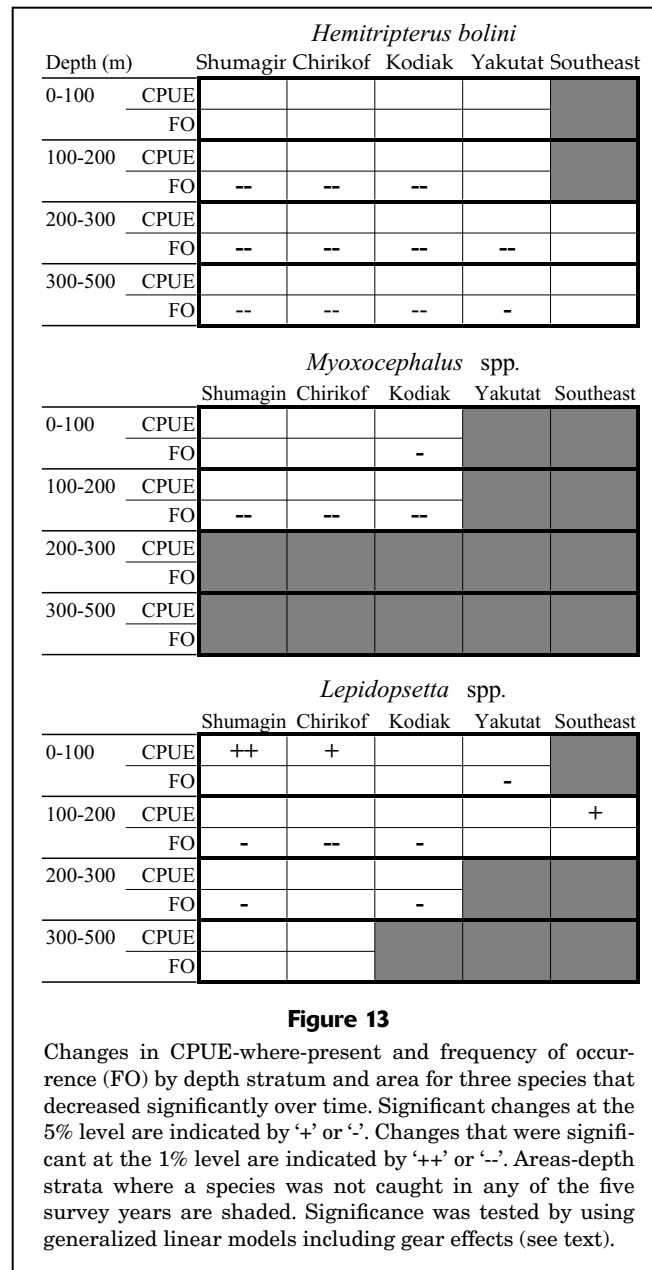 Hemitripterus bolini
Depth (m) Shumagin Chirikof Kodiak Yakutat Southeast
0-100 CPUE
FO
100-200 CPUE
FO -- -- --
200-300 CPUE
FO -- -- -- --
300-500 CPUE
FO -- -- -- -
Myoxocephalus spp.
Shumagin Chirikof Kodiak Yakutat Southeast
0-100 CPUE
FO -
100-200 CPUE
FO -- -- --
200-300 CPUE
FO
300-500 CPUE
FO
Lepidopsetta spp.
Shumagin Chirikof Kodiak Yakutat Southeast
0-100 CPUE ++ +
FO -
100-200 CPUE +
FO - -- -
200-300 CPUE
FO - -
300-500 CPUE
FO
Figure 13
Changes in CPUE-where-present and frequency of occur-
rence (FO) by depth stratum and area for three species that
decreased significantly over time. Significant changes at the
5% level are indicated by ‘+’ or ‘-’. Changes that were signifi-
cant at the 1% level are indicated by ‘++’ or ‘--’. Areas-depth
strata where a species was not caught in any of the five
survey years are shaded. Significance was tested by using
generalized linear models including gear effects (see text).